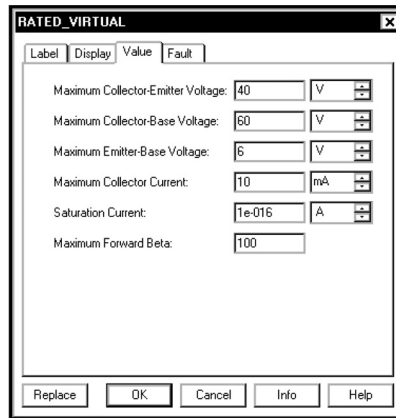 RATED_VIRTUAL
Label Display Value Fault
Maximum Collector-Emitter Voltage: 40 V
Maximum Collector-Base Voltage: 60 V
Maximum Emitter-Base Voltage: 6 V
Maximum Collector Current: 10 mA
Saturation Current: 1e-016 A
Maximum Forward Beta: 100
Replace OK Cancel Info Help